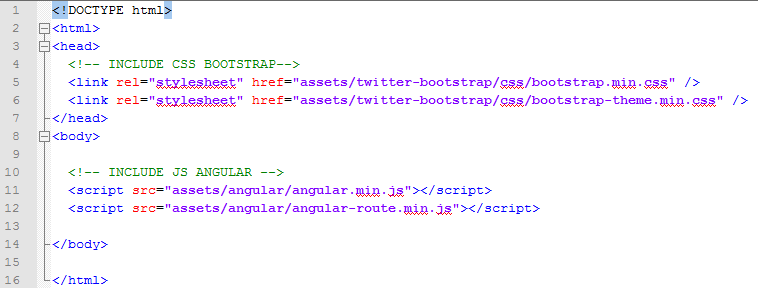 1 <!DOCTYPE html>
2 <html>
3 <head>
4 <!-- INCLUDE CSS BOOTSTRAP-->
5 <link rel="stylesheet" href="assets/twitter-bootstrap/css/bootstrap.min.css" />
6 <link rel="stylesheet" href="assets/twitter-bootstrap/css/bootstrap-theme.min.css" />
7 </head>
8 <body>
9
10 <!-- INCLUDE JS ANGULAR -->
11 <script src="assets/angular/angular.min.js"></script>
12 <script src="assets/angular/angular-route.min.js"></script>
13
14 </body>
15
16 </html>